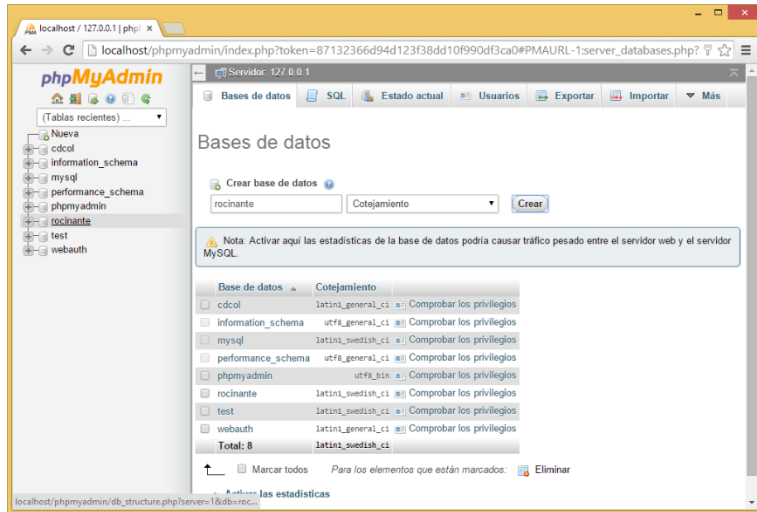 localhost / 127.0.0.1 | php
localhost/phpmyadmin/index.php?token=87132366d94d123f38dd10f990df3ca0#PMAURL-1:server_databases.php?
phpMyAdmin
(Tablas recientes) ...
Nueva
cdcol
information_schema
mysql
performance_schema
phpmyadmin
rocinante
test
webauth
Servidor: 127.0.0.1
Bases de datos SQL Estado actual Usuarios Exportar Importar Más
Bases de datos
Crear base de datos
rocinante Cotejamiento Crear
Nota: Activar aquí las estadísticas de la base de datos podría causar tráfico pesado entre el servidor web y el servidor
MySQL.
Base de datos Cotejamiento
cdcol latin1_general_ci Comprobar los privilegios
information_schema utf8_general_ci Comprobar los privilegios
mysql latin1_swedish_ci Comprobar los privilegios
performance_schema utf8_general_ci Comprobar los privilegios
phpmyadmin utf8_bin Comprobar los privilegios
rocinante latin1_swedish_ci Comprobar los privilegios
test latin1_swedish_ci Comprobar los privilegios
webauth latin1_general_ci Comprobar los privilegios
Total: 8 latin1_swedish_ci
Marcar todos Para los elementos que están marcados: Eliminar
Activar las estadísticas
localhost/phpmyadmin/db_structure.php?server=1&db=roc...